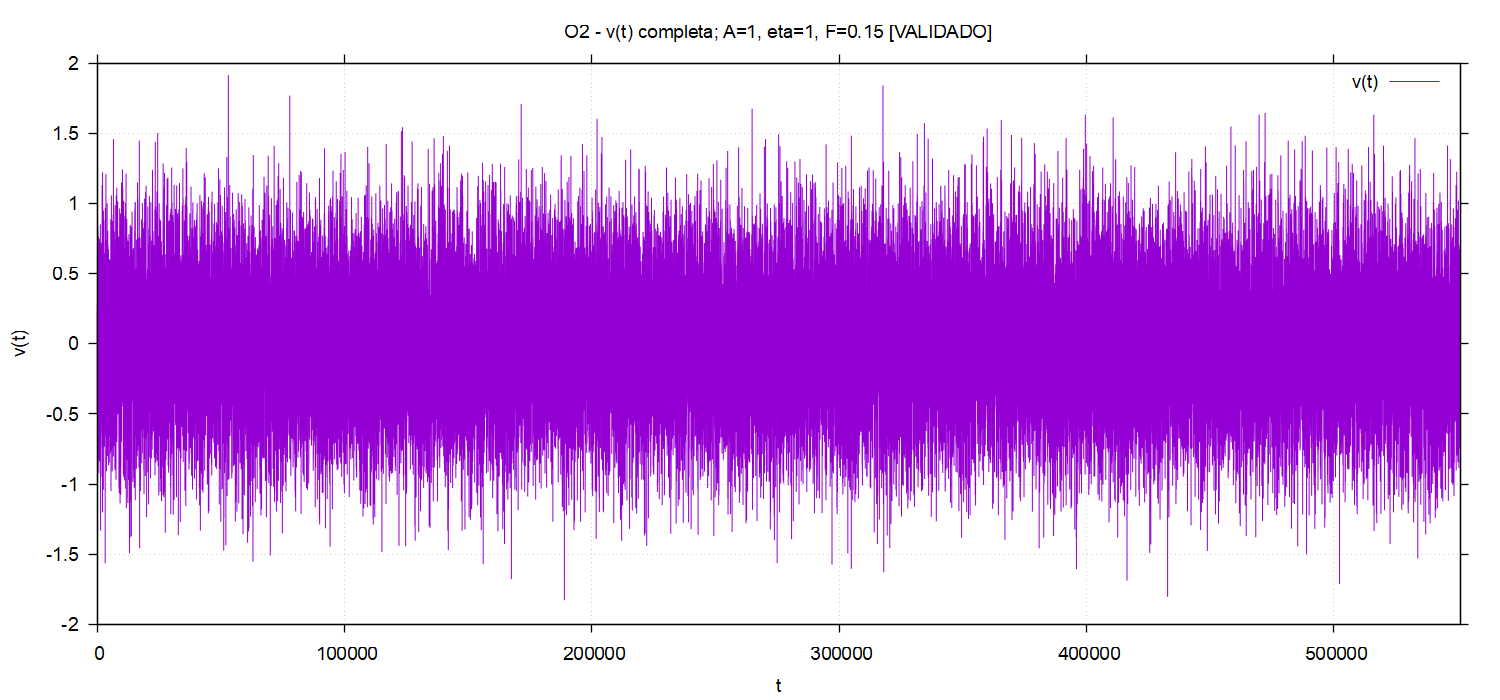 O2 - v(t) completa; A=1, eta=1, F=0.15 [VALIDADO]
v(t)
2
1.5
1
0.5
0
-0.5
-1
-1.5
-2
v(t)
0 100000 200000 300000 400000 500000
t